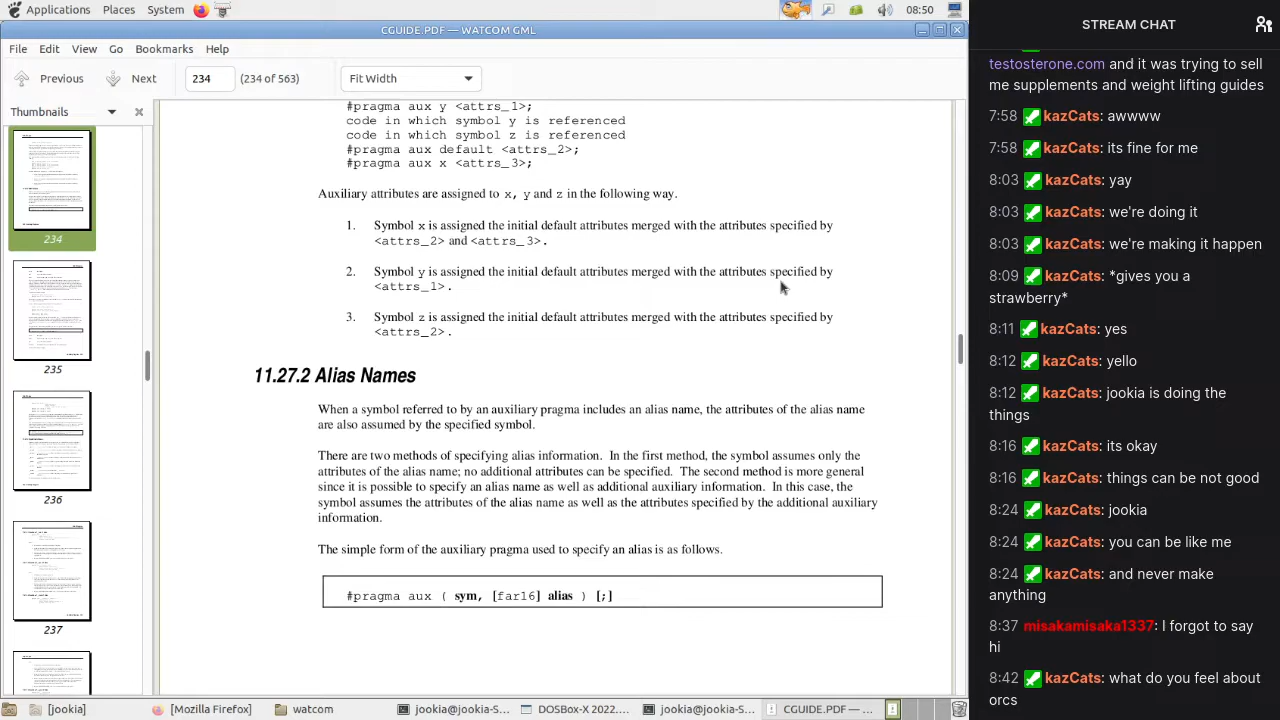 Applications Places System 08:50
CGUIDE.PDF — WATCOM GML
File Edit View Go Bookmarks Help
Previous Next 234 (234 of 563) Fit Width
Thumbnails
234
235
236
237
#pragma aux y <attrs_1>;
code in which symbol y is referenced
code in which symbol z is referenced
#pragma aux default <attrs_2>;
#pragma aux x <attrs_3>;
Auxiliary attributes are assigned to x, y and z in the following way.
1. Symbol x is assigned the initial default attributes merged with the attributes specified by
<attrs_2> and <attrs_3>.
2. Symbol y is assigned the initial default attributes merged with the attributes specified by
<attrs_1>.
3. Symbol z is assigned the initial default attributes merged with the attributes specified by
<attrs_2>.
11.27.2 Alias Names
When a symbol referred to by an auxiliary pragma includes an alias name, the attributes of the alias name
are also assumed by the specified symbol.
There are two methods of specifying alias information. In the first method, the symbol assumes only the
attributes of the alias name; no additional attributes can be specified. The second method is more general
since it is possible to specify an alias name as well as additional auxiliary information. In this case, the
symbol assumes the attributes of the alias name as well as the attributes specified by the additional auxiliary
information.
The simple form of the auxiliary pragma used to specify an alias is as follows.
#pragma aux ( sym, [far16] alias ) [;]
[jookia] [Mozilla Firefox] watcom jookia@jookia-S... DOSBox-X 2022.... jookia@jookia-S... CGUIDE.PDF — ...
STREAM CHAT
testosterone.com and it was trying to sell
me supplements and weight lifting guides
7:58 kazCats: awwww
7:58 kazCats: its fine for me
8:03 kazCats: yay
8:03 kazCats: we're doing it
8:03 kazCats: we're making it happen
8:09 kazCats: *gives you a
strawberry*
8:11 kazCats: yes
8:12 kazCats: yello
8:12 kazCats: jookia is doing the
things
8:16 kazCats: its okay
8:16 kazCats: things can be not good
8:24 kazCats: jookia
8:24 kazCats: you can be like me
8:24 kazCats: and nevar make
anything
8:37 misakamisaka1337: I forgot to say
hi
8:42 kazCats: what do you feel about
orcs